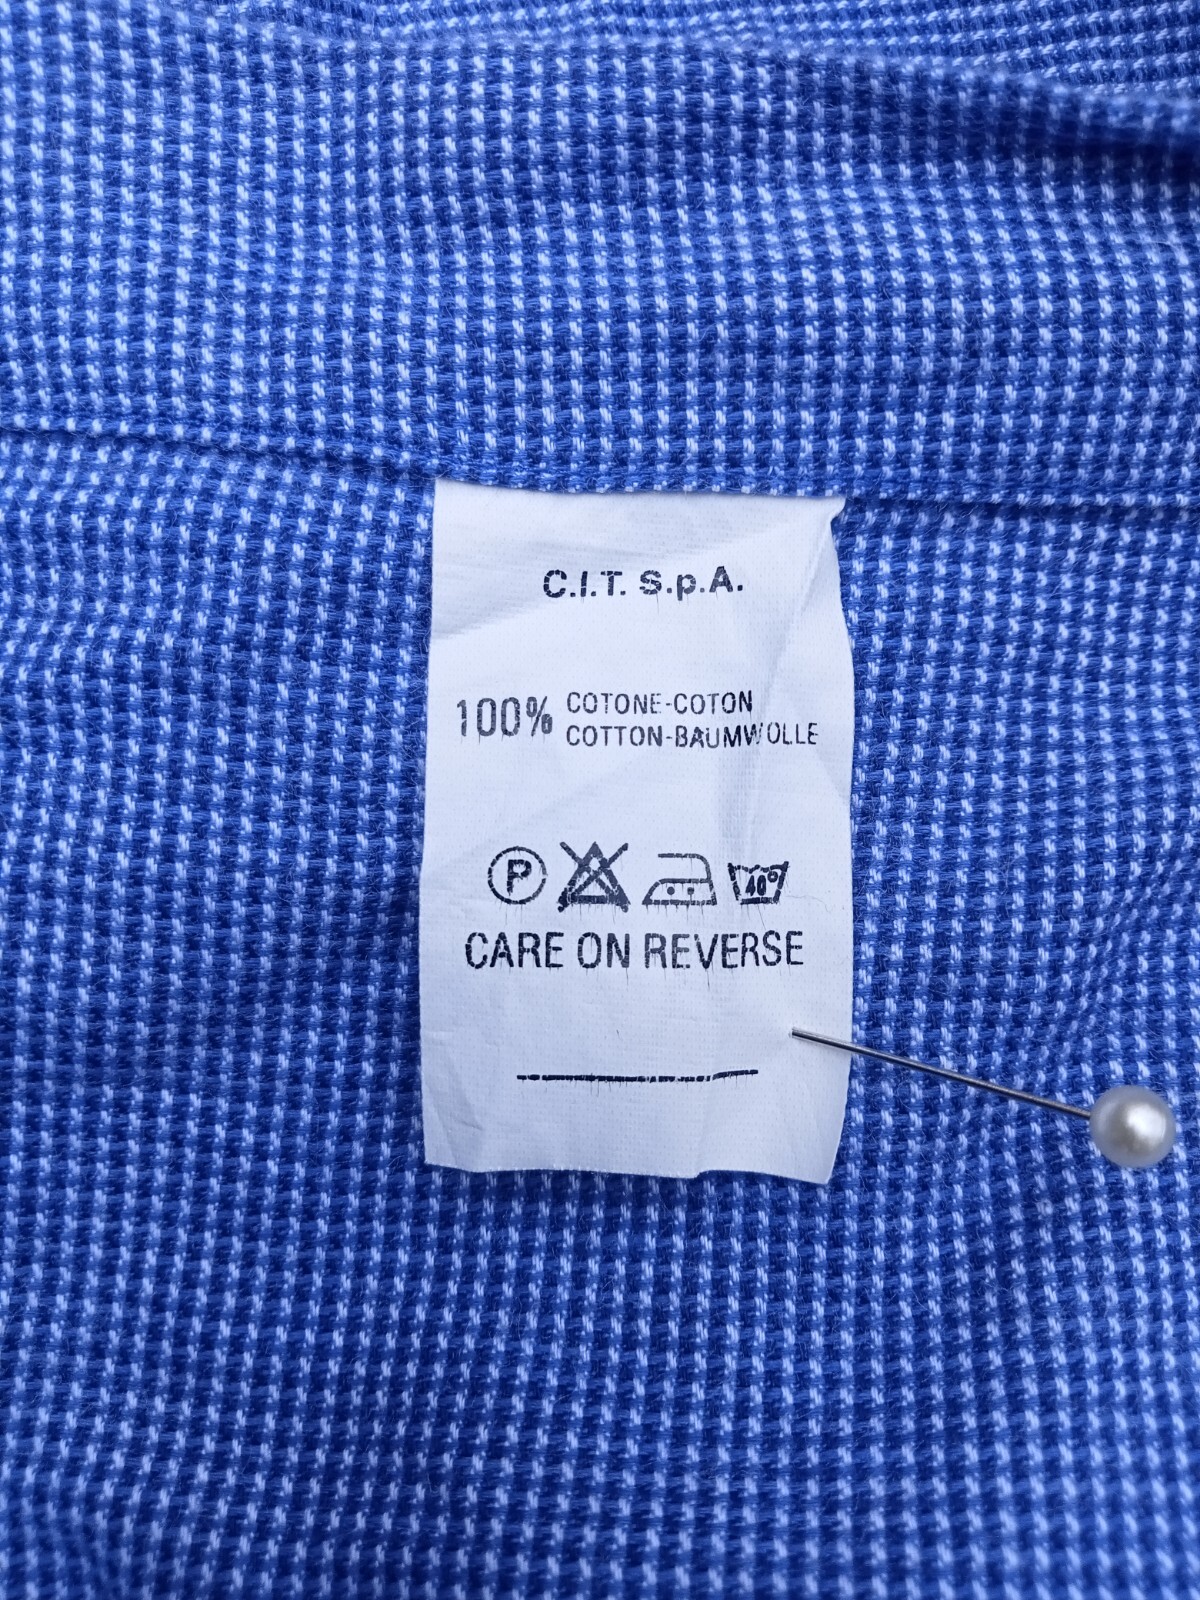 C.I.T. S.p.A.
100% COTONE-COTON
COTTON-BAUMWOLLE
P
40°
CARE ON REVERSE